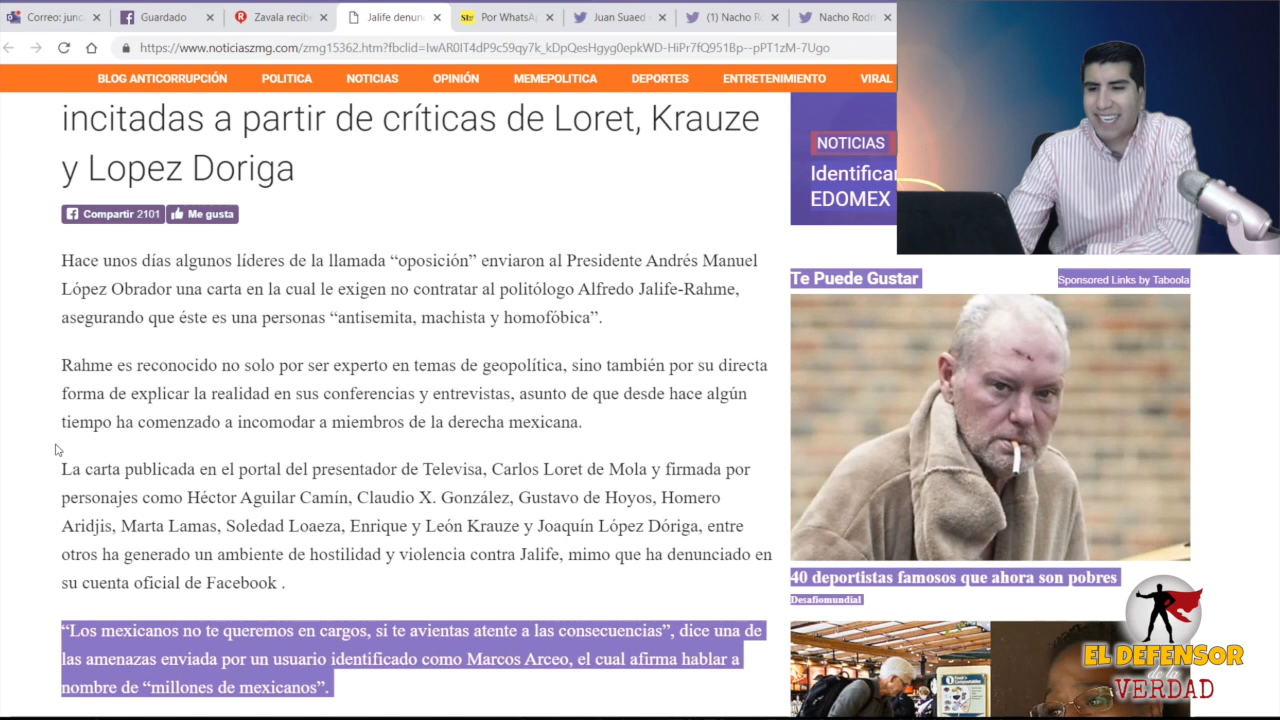 Correo: junc
Guardado
Zavala recibe
Jalife denunc
Por WhatsAp
Juan Suaed
(1) Nacho Ro
Nacho Rodr
https://www.noticiaszmg.com/zmg15362.htm?fbclid=IwAR0IT4dP9c59qy7k_kDpQesHgyg0epkWD-HiPr7fQ951Bp--pPT1zM-7Ugo
BLOG ANTICORRUPCIÓN POLITICA NOTICIAS OPINIÓN MEMEPOLITICA DEPORTES ENTRETENIMIENTO VIRAL
incitadas a partir de críticas de Loret, Krauze
y Lopez Doriga
Compartir 2101 Me gusta
Hace unos días algunos líderes de la llamada “oposición” enviaron al Presidente Andrés Manuel
López Obrador una carta en la cual le exigen censurar al politólogo Alfredo Jalife-Rahme,
asegurando que éste es una personas “antisemita, machista y homofóbica”.
Rahme es reconocido no solo por ser experto en temas de geopolítica, sino también por su directa
forma de explicar la realidad en sus conferencias y entrevistas, asunto de que desde hace algún
tiempo ha comenzado a incomodar a miembros de la derecha mexicana.
La carta publicada en el portal del presentador de Televisa, Carlos Loret de Mola y firmada por
personajes como Héctor Aguilar Camín, Claudio X. González, Gustavo de Hoyos, Homero
Aridjis, Marta Lamas, Soledad Loaeza, Enrique y León Krauze y Joaquín López Dóriga, entre
otros ha generado un ambiente de hostilidad y violencia contra Jalife, mimo que ha denunciado en
su cuenta oficial de Facebook .
“Los mexicanos no te queremos en cargos, si te avientas atente a las consecuencias”, dice una de
las amenazas enviada por un usuario identificado como Marcos Arceo, el cual afirma hablar a
nombre de “millones de mexicanos”.
NOTICIAS
Identificar
EDOMEX
Te Puede Gustar
Sponsored Links by Taboola
40 deportistas famosos que ahora son pobres
Desafiomundial
EL DEFENSOR
de la
VERDAD